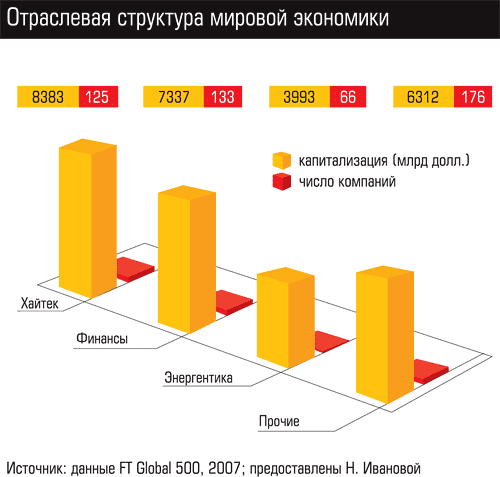 Отраслевая структура мировой экономики
8383 125 7337 133 3993 66 6312 176
капитализация (млрд долл.)
число компаний
Хайтек
Финансы
Энергентика
Прочие
Источник: данные FT Global 500, 2007; предоставлены Н. Ивановой